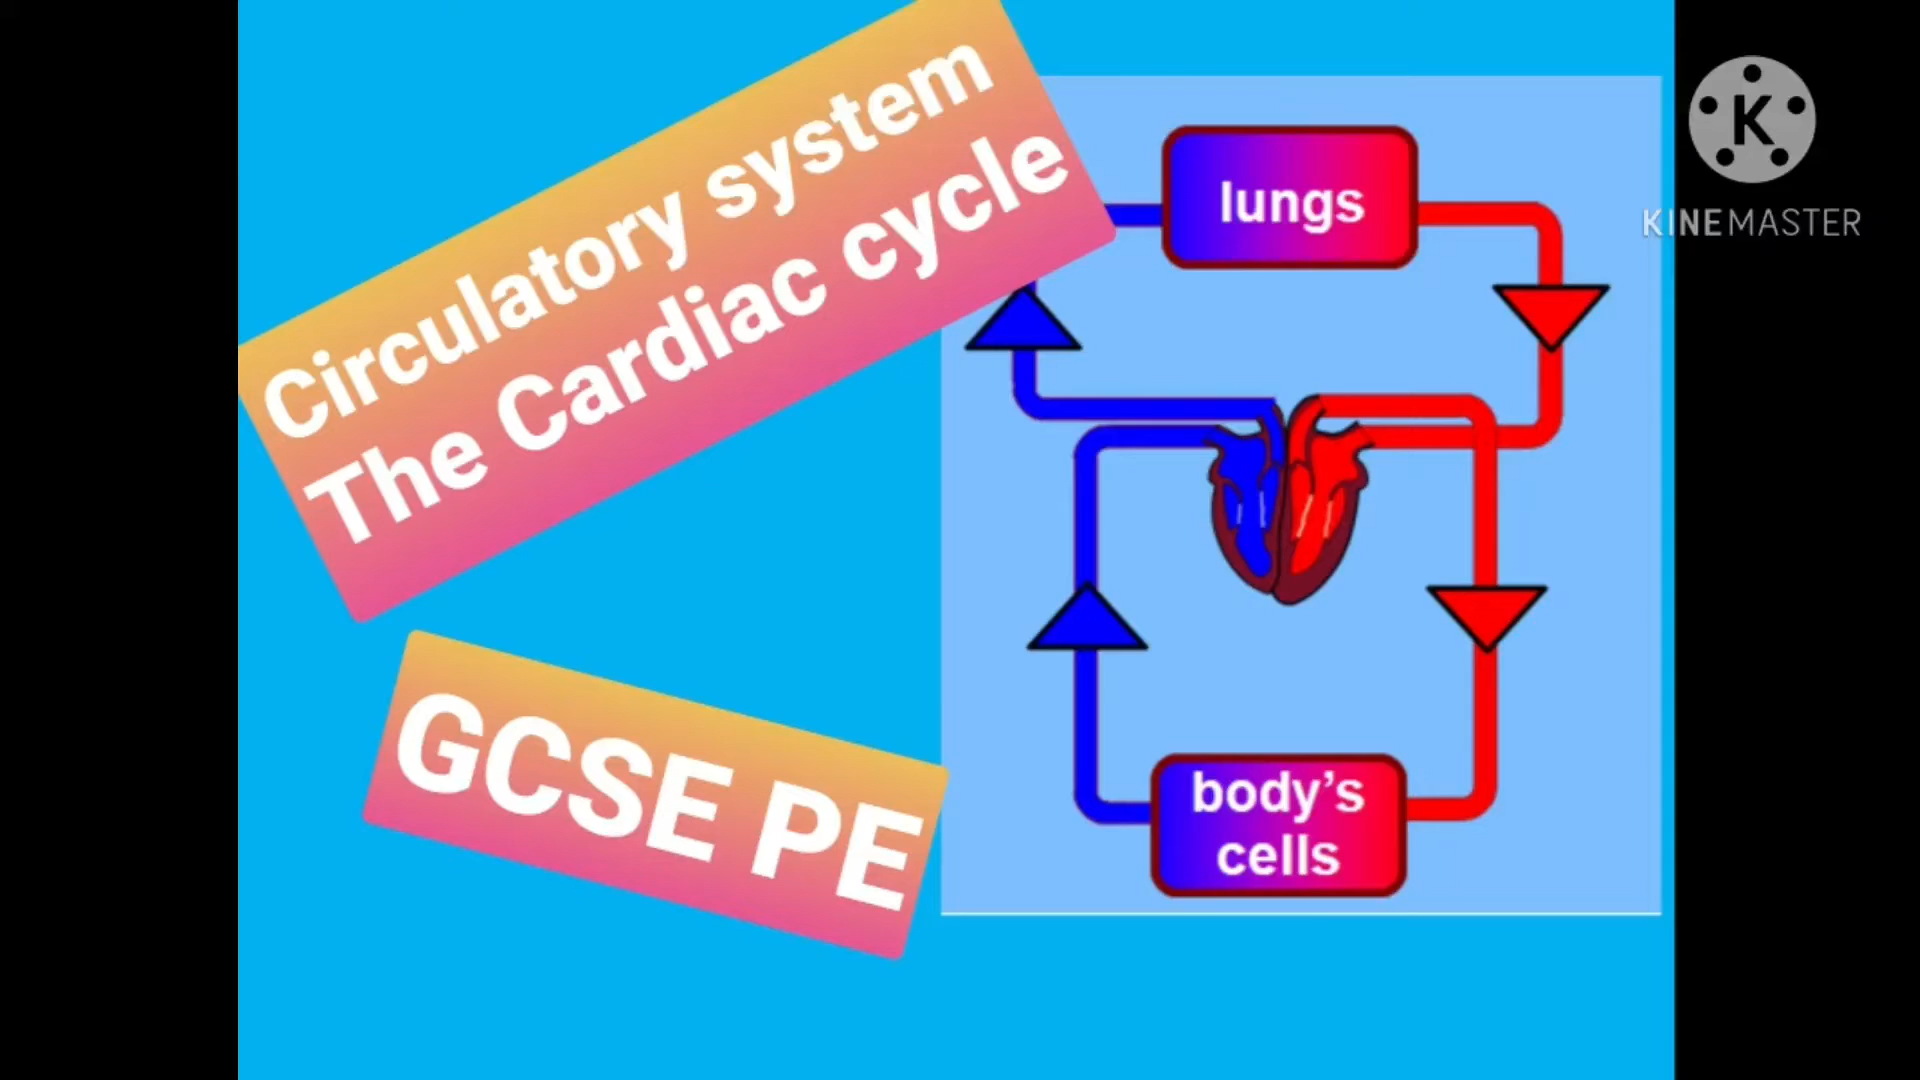 Circulatory system
The Cardiac cycle
GCSE PE
lungs
body's
cells
K
KINEMASTER